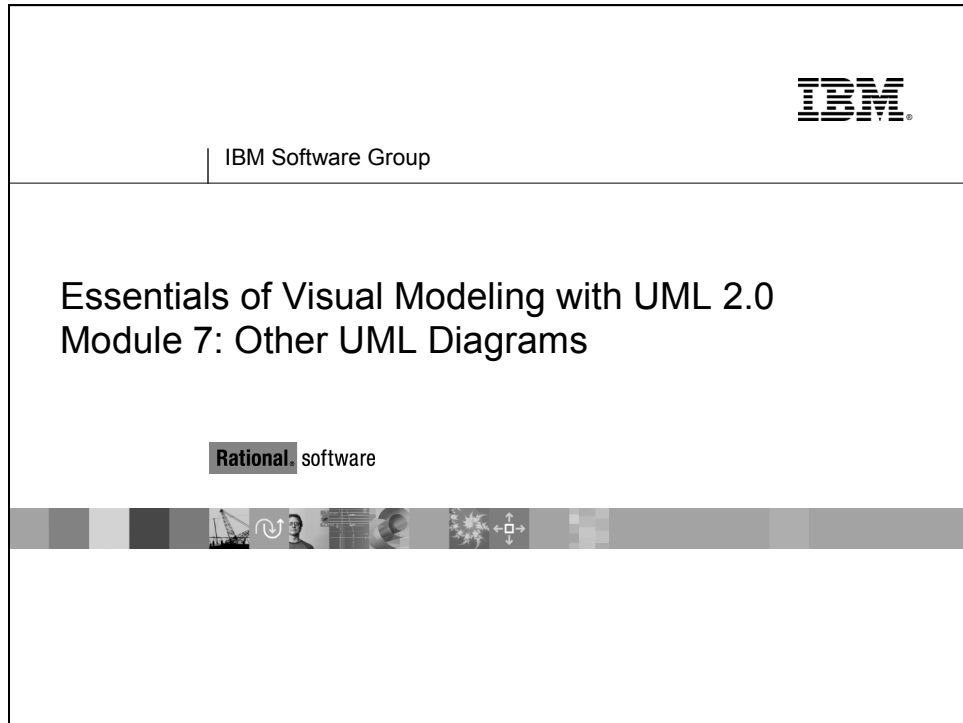 IBM®
IBM Software Group
Essentials of Visual Modeling with UML 2.0
Module 7: Other UML Diagrams
Rational® software